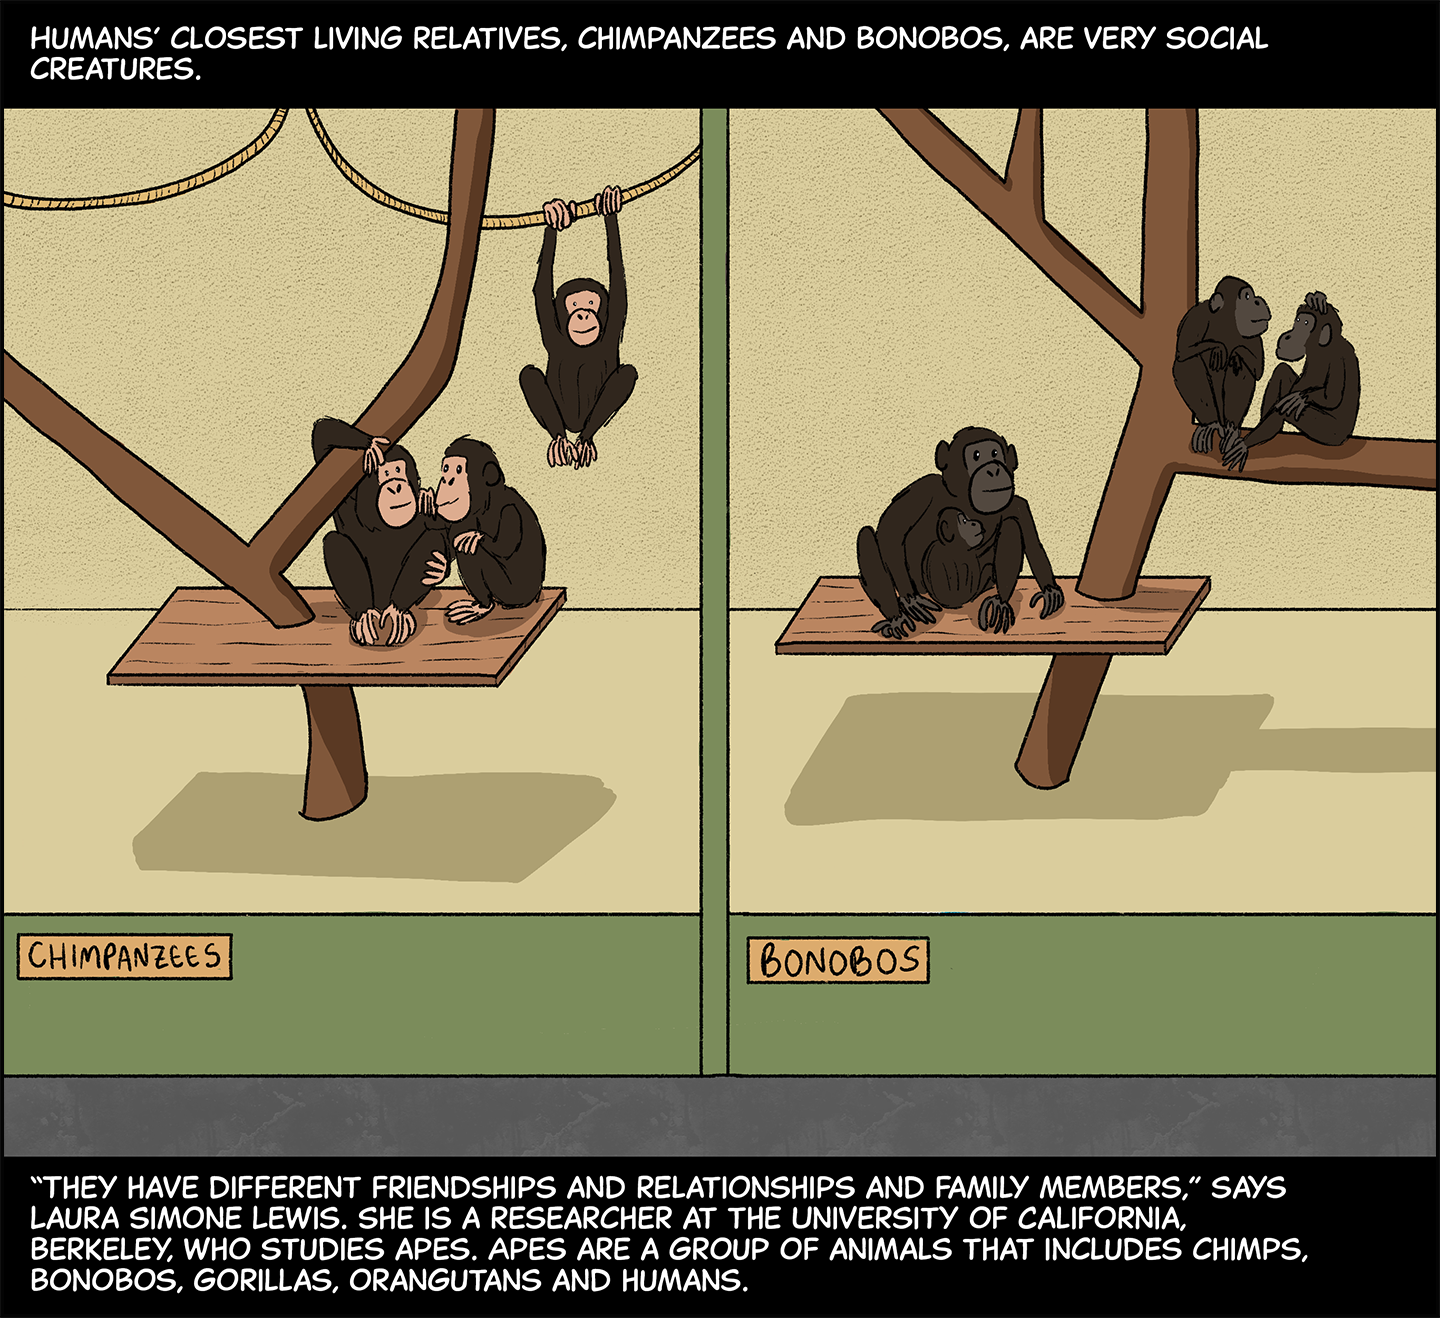 HUMANS' CLOSEST LIVING RELATIVES, CHIMPANZEES AND BONOBOS, ARE VERY SOCIAL
CREATURES.
CHIMPANZEES
BONOBOS
“THEY HAVE DIFFERENT FRIENDSHIPS AND RELATIONSHIPS AND FAMILY MEMBERS,” SAYS
LAURA SIMONE LEWIS. SHE IS A RESEARCHER AT THE UNIVERSITY OF CALIFORNIA,
BERKELEY, WHO STUDIES APES. APES ARE A GROUP OF ANIMALS THAT INCLUDES CHIMPS,
BONOBOS, GORILLAS, ORANGUTANS AND HUMANS.